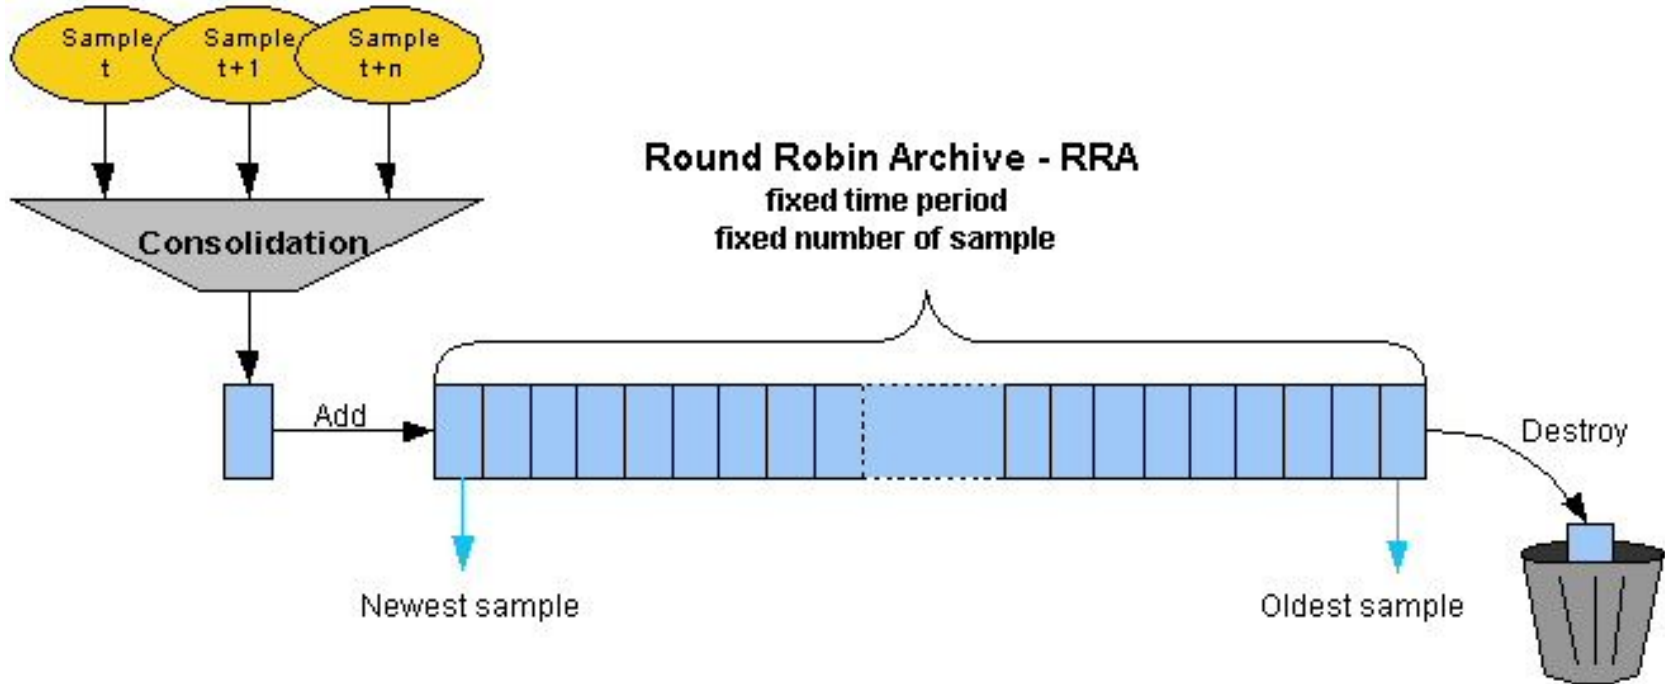 Sample
t
Sample
t+1
Sample
t+n
Consolidation
Round Robin Archive - RRA
fixed time period
fixed number of sample
Add
Destroy
Newest sample
Oldest sample